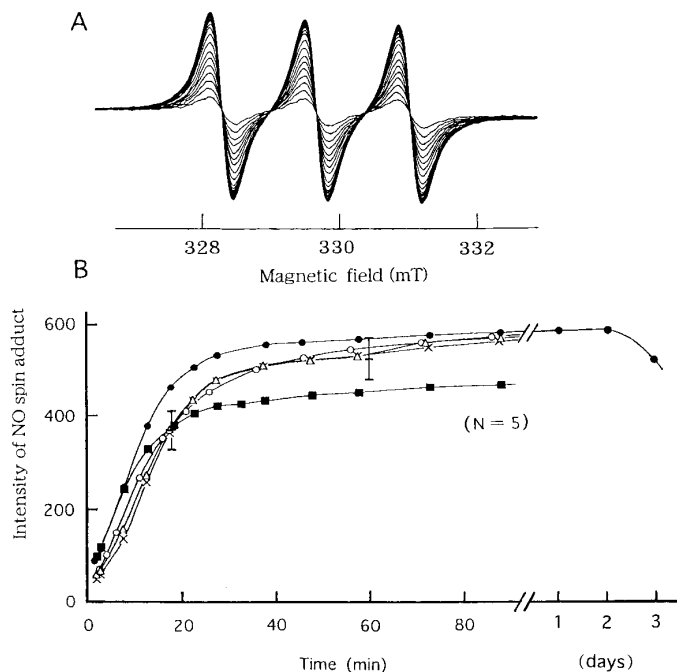 A
328
330
332
Magnetic field (mT)
B
Intensity of NO spin adduct
600
400
200
0
(N = 5)
0
20
40
60
80
1
2
3
Time (min)
(days)